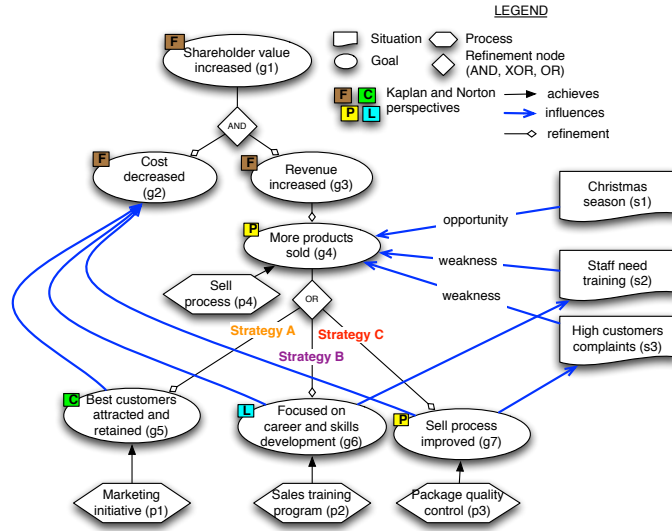 LEGEND
Situation
Process
Goal
Refinement node
(AND, XOR, OR)
F C
P L
Kaplan and Norton
perspectives
achieves
influences
refinement
F
Shareholder value
increased (g1)
AND
F
Cost
decreased
(g2)
F
Revenue
increased (g3)
Christmas
season (s1)
opportunity
P
More products
sold (g4)
weakness
Staff need
training (s2)
weakness
Sell
process (p4)
OR
Strategy A
Strategy C
Strategy B
High customers
complaints (s3)
C
Best customers
attracted and
retained (g5)
L
Focused on
career and skills
development (g6)
P
Sell process
improved (g7)
Marketing
initiative (p1)
Sales training
program (p2)
Package quality
control (p3)